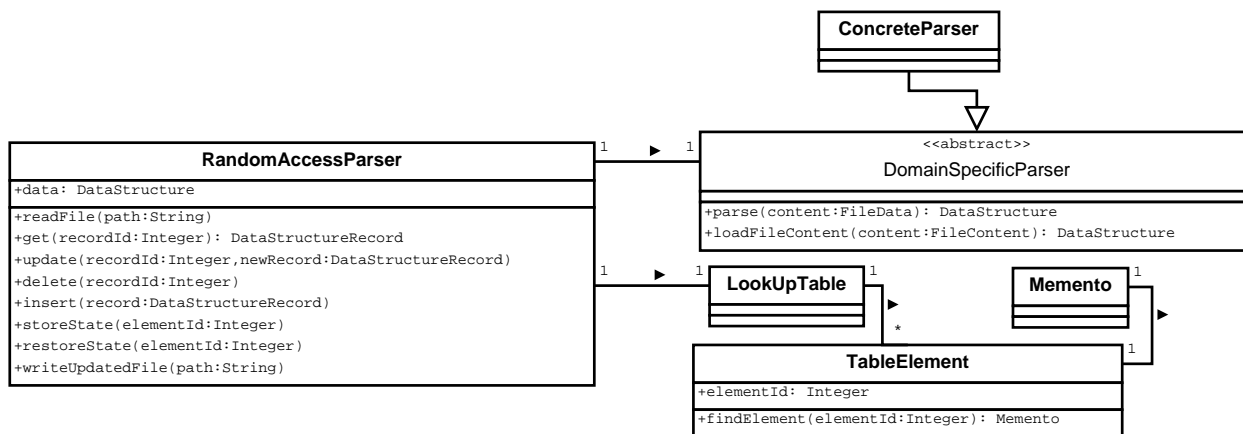 ConcreteParser
RandomAccessParser
+data: DataStructure
+readFile(path:String)
+get(recordId:Integer): DataStructureRecord
+update(recordId:Integer,newRecord:DataStructureRecord)
+delete(recordId:Integer)
+insert(record:DataStructureRecord)
+storeState(elementId:Integer)
+restoreState(elementId:Integer)
+writeUpdatedFile(path:String)
1
1
<<abstract>>
DomainSpecificParser
+parse(content:FileData): DataStructure
+loadFileContent(content:FileContent): DataStructure
1
1
LookUpTable
1
*
Memento
1
1
TableElement
+elementId: Integer
+findElement(elementId:Integer): Memento